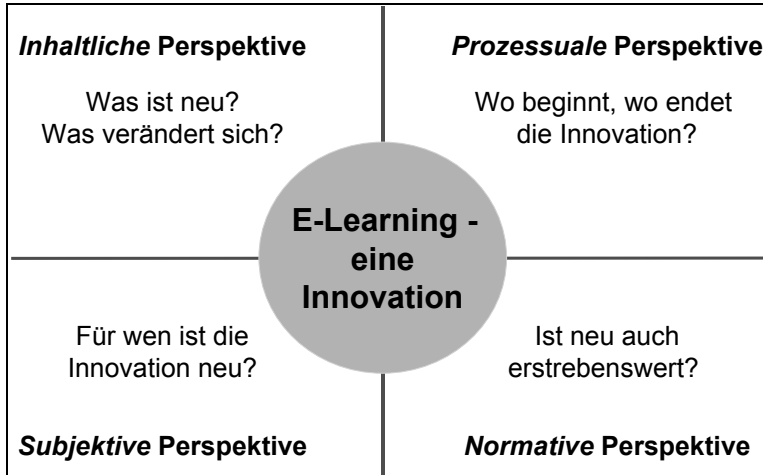 Inhaltliche Perspektive
Was ist neu?
Was verändert sich?
Prozessuale Perspektive
Wo beginnt, wo endet
die Innovation?
E-Learning -
eine
Innovation
Für wen ist die
Innovation neu?
Subjektive Perspektive
Ist neu auch
erstrebenswert?
Normative Perspektive